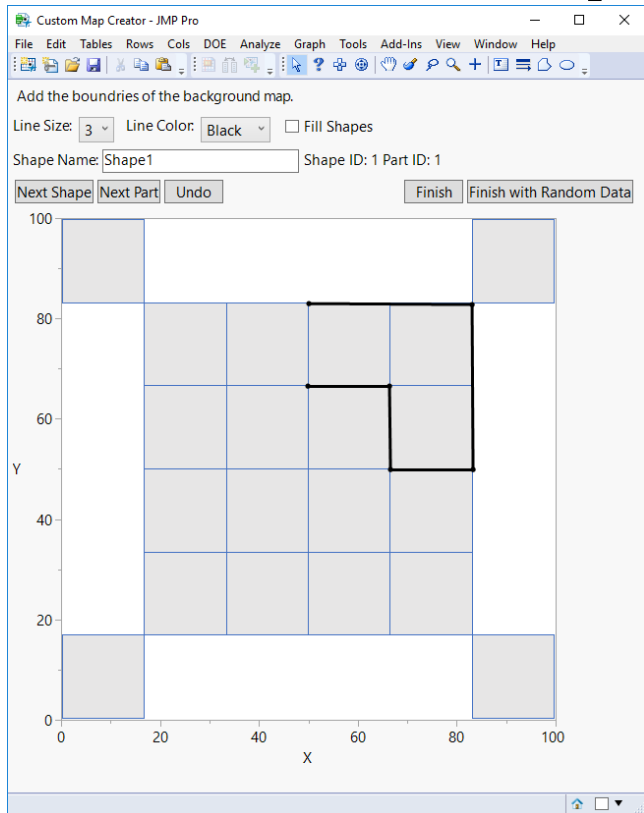 Custom Map Creator - JMP Pro
File Edit Tables Rows Cols DOE Analyze Graph Tools Add-Ins View Window Help
Add the boundries of the background map.
Line Size: 3 Line Color: Black Fill Shapes
Shape Name: Shape1 Shape ID: 1 Part ID: 1
Next Shape Next Part Undo Finish Finish with Random Data
100
80
60
Y
40
20
0
0 20 40 60 80 100
X